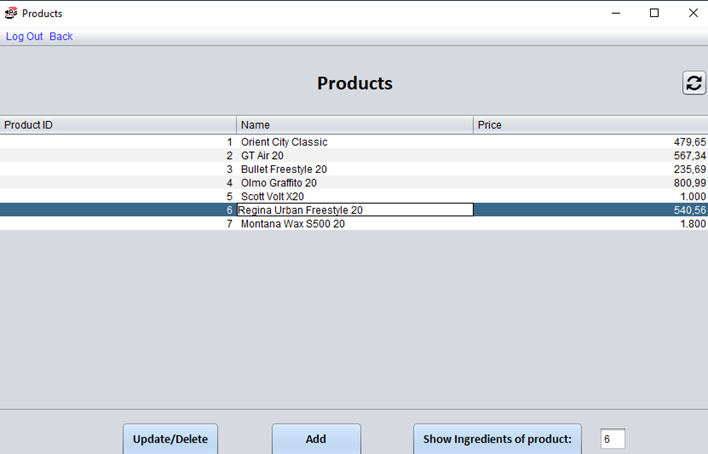 Products
Log Out Back
Products
Product ID Name Price
1 Orient City Classic 479,65
2 GT Air 20 567,34
3 Bullet Freestyle 20 235,69
4 Olmo Graffito 20 800,99
5 Scott Volt X20 1.000
6 Regina Urban Freestyle 20 540,56
7 Montana Wax S500 20 1.800
Update/Delete Add Show Ingredients of product: 6